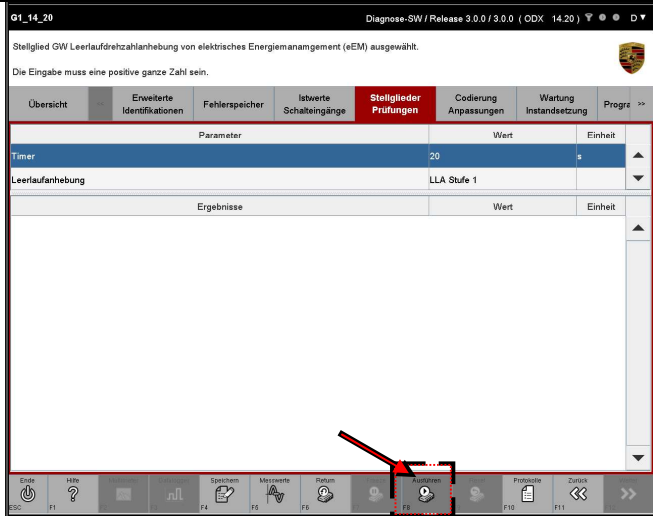 G1_14_20
Diagnose-SW / Release 3.0.0 / 3.0.0 ( ODX 14.20 ) D
Stellglied GW Leerlaufdrehzahlanhebung von elektrisches Energiemanamgement (eEM) ausgewählt.
Die Eingabe muss eine positive ganze Zahl sein.
Übersicht
Erweiterte Identifikationen
Fehlerspeicher
Istwerte Schalteingänge
Stellglieder Prüfungen
Codierung Anpassungen
Wartung Instandsetzung
Progra >>
Parameter Wert Einheit
Timer 20 s
Leerlaufanhebung LLA Stufe 1
Ergebnisse Wert Einheit
Ende Hilfe Speichern Messwerte Return Ausführen Protokolle Zurück
ESC F1 F4 F5 F6 F8 F10 F11